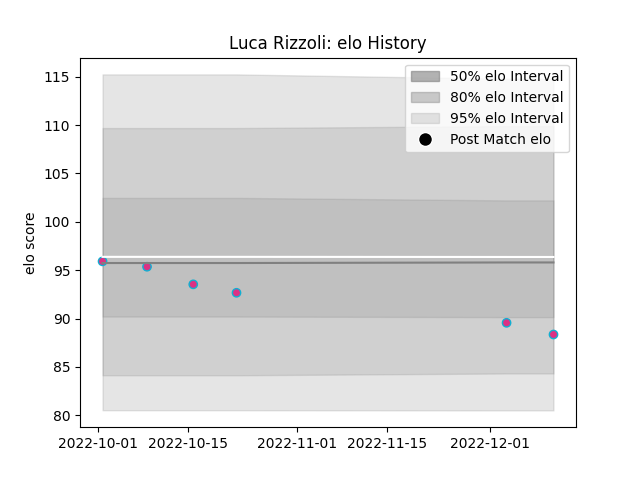 Luca Rizzoli: elo History
115
110
105
100
95
90
85
80
elo score
50% elo Interval
80% elo Interval
95% elo Interval
Post Match elo
2022-10-01 2022-10-15 2022-11-01 2022-11-15 2022-12-01